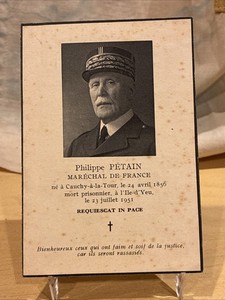 Philippe PÉTAIN
MARÉCHAL DE FRANCE
né à Cauchy-à-la-Tour, le 24 avril 1856
mort prisonnier, à l'Ile-d'Yeu,
le 23 juillet 1951
REQUIESCAT IN PACE
Bienheureux ceux qui ont faim et soif de la justice,
car ils seront rassasiés.